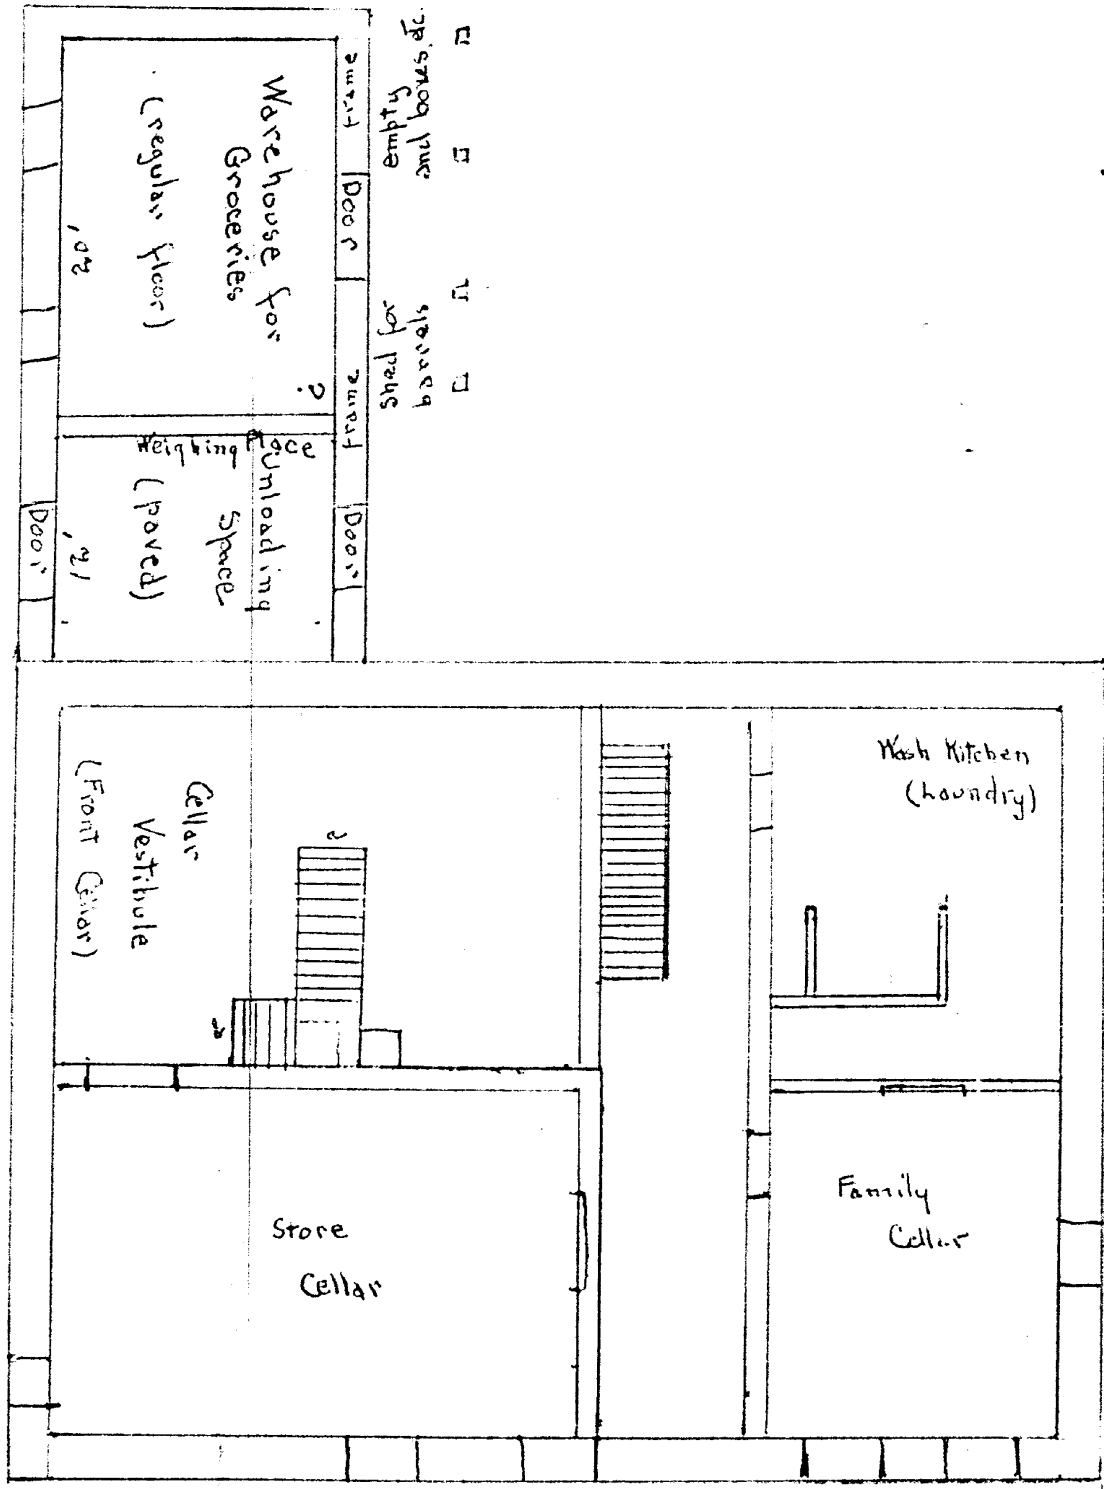 Warehouse for
Groceries
(regular floor)
20'
frame
Door
frame
?
shed for empty
barrels and boxes, etc.
Weighing Place
Unloading
Space
(paved)
12'
Door
Door
Cellar
Vestibule
(Front Cellar)
Wash Kitchen
(Laundry)
Store
Cellar
Family
Cellar